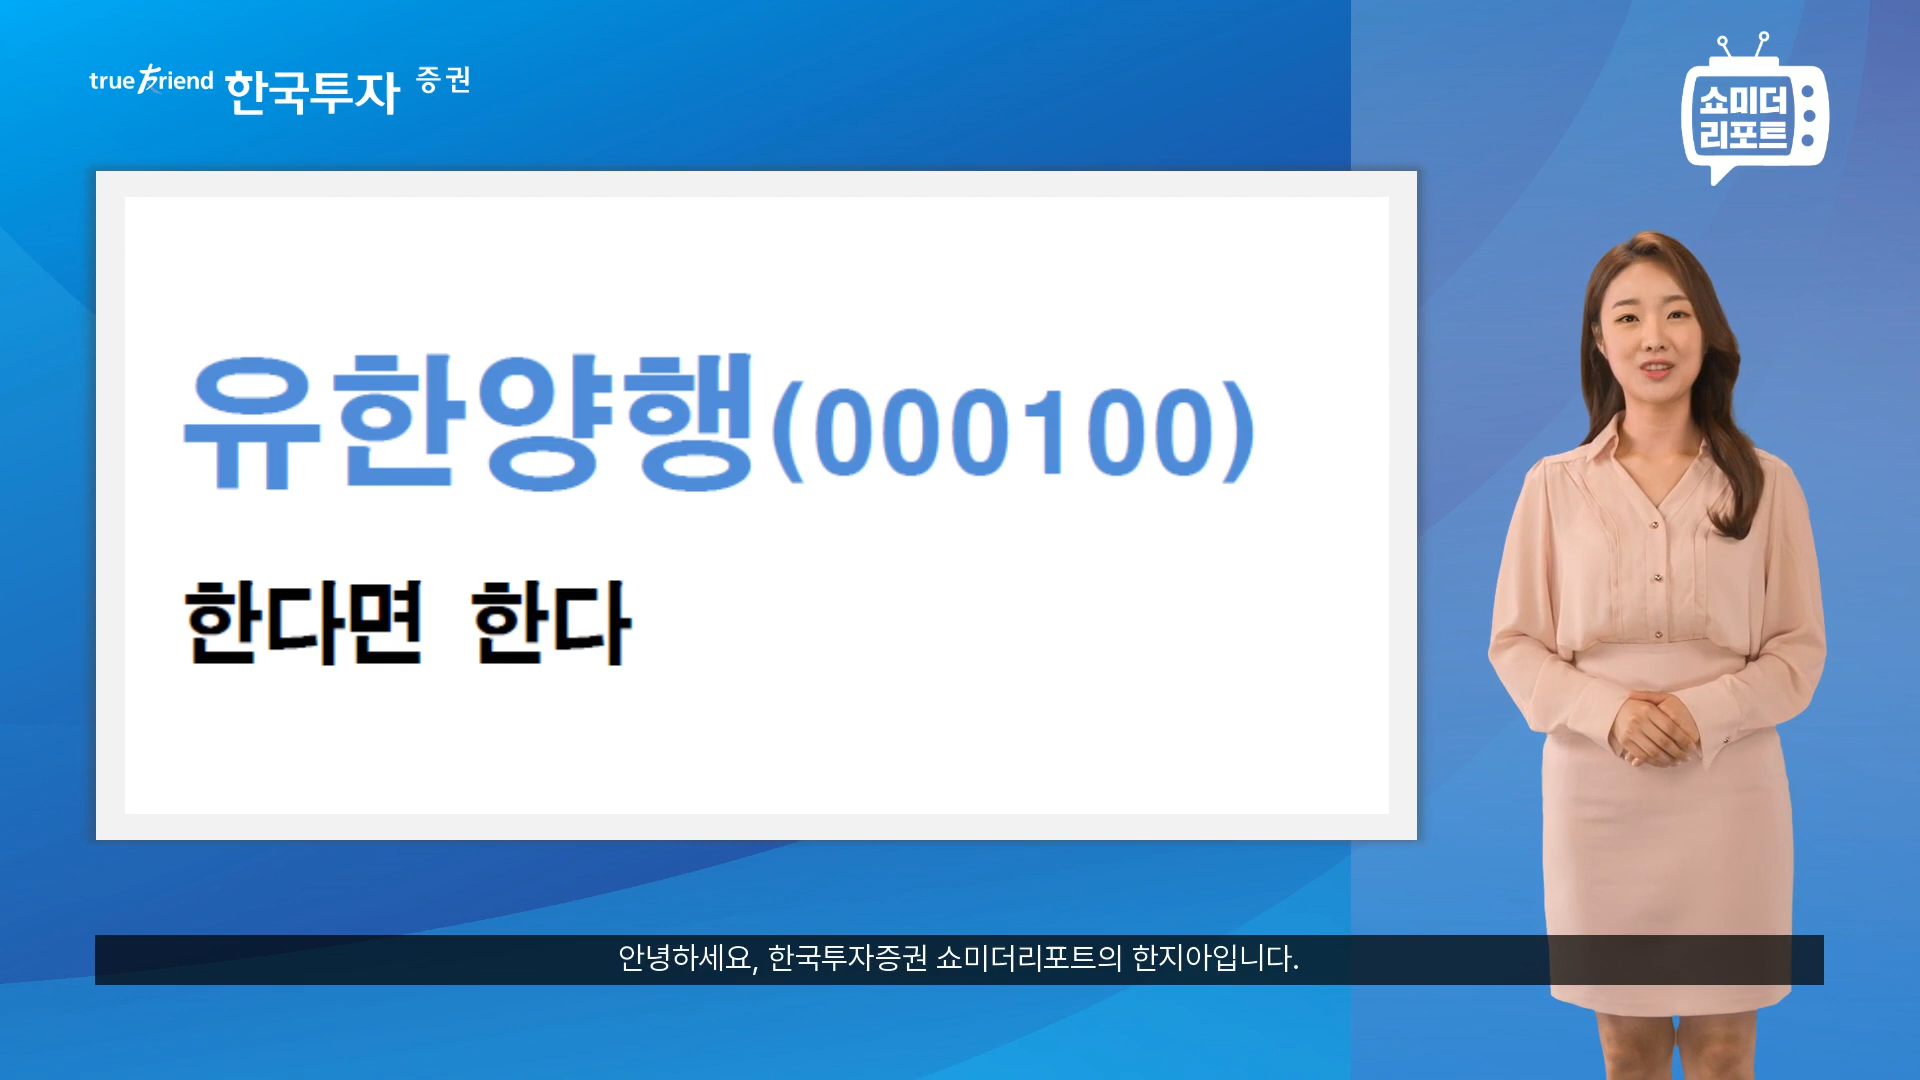 true friend 한국투자 증권
쇼미더
리포트
유한양행(000100)
한다면 한다
안녕하세요, 한국투자증권 쇼미더리포트의 한지아입니다.